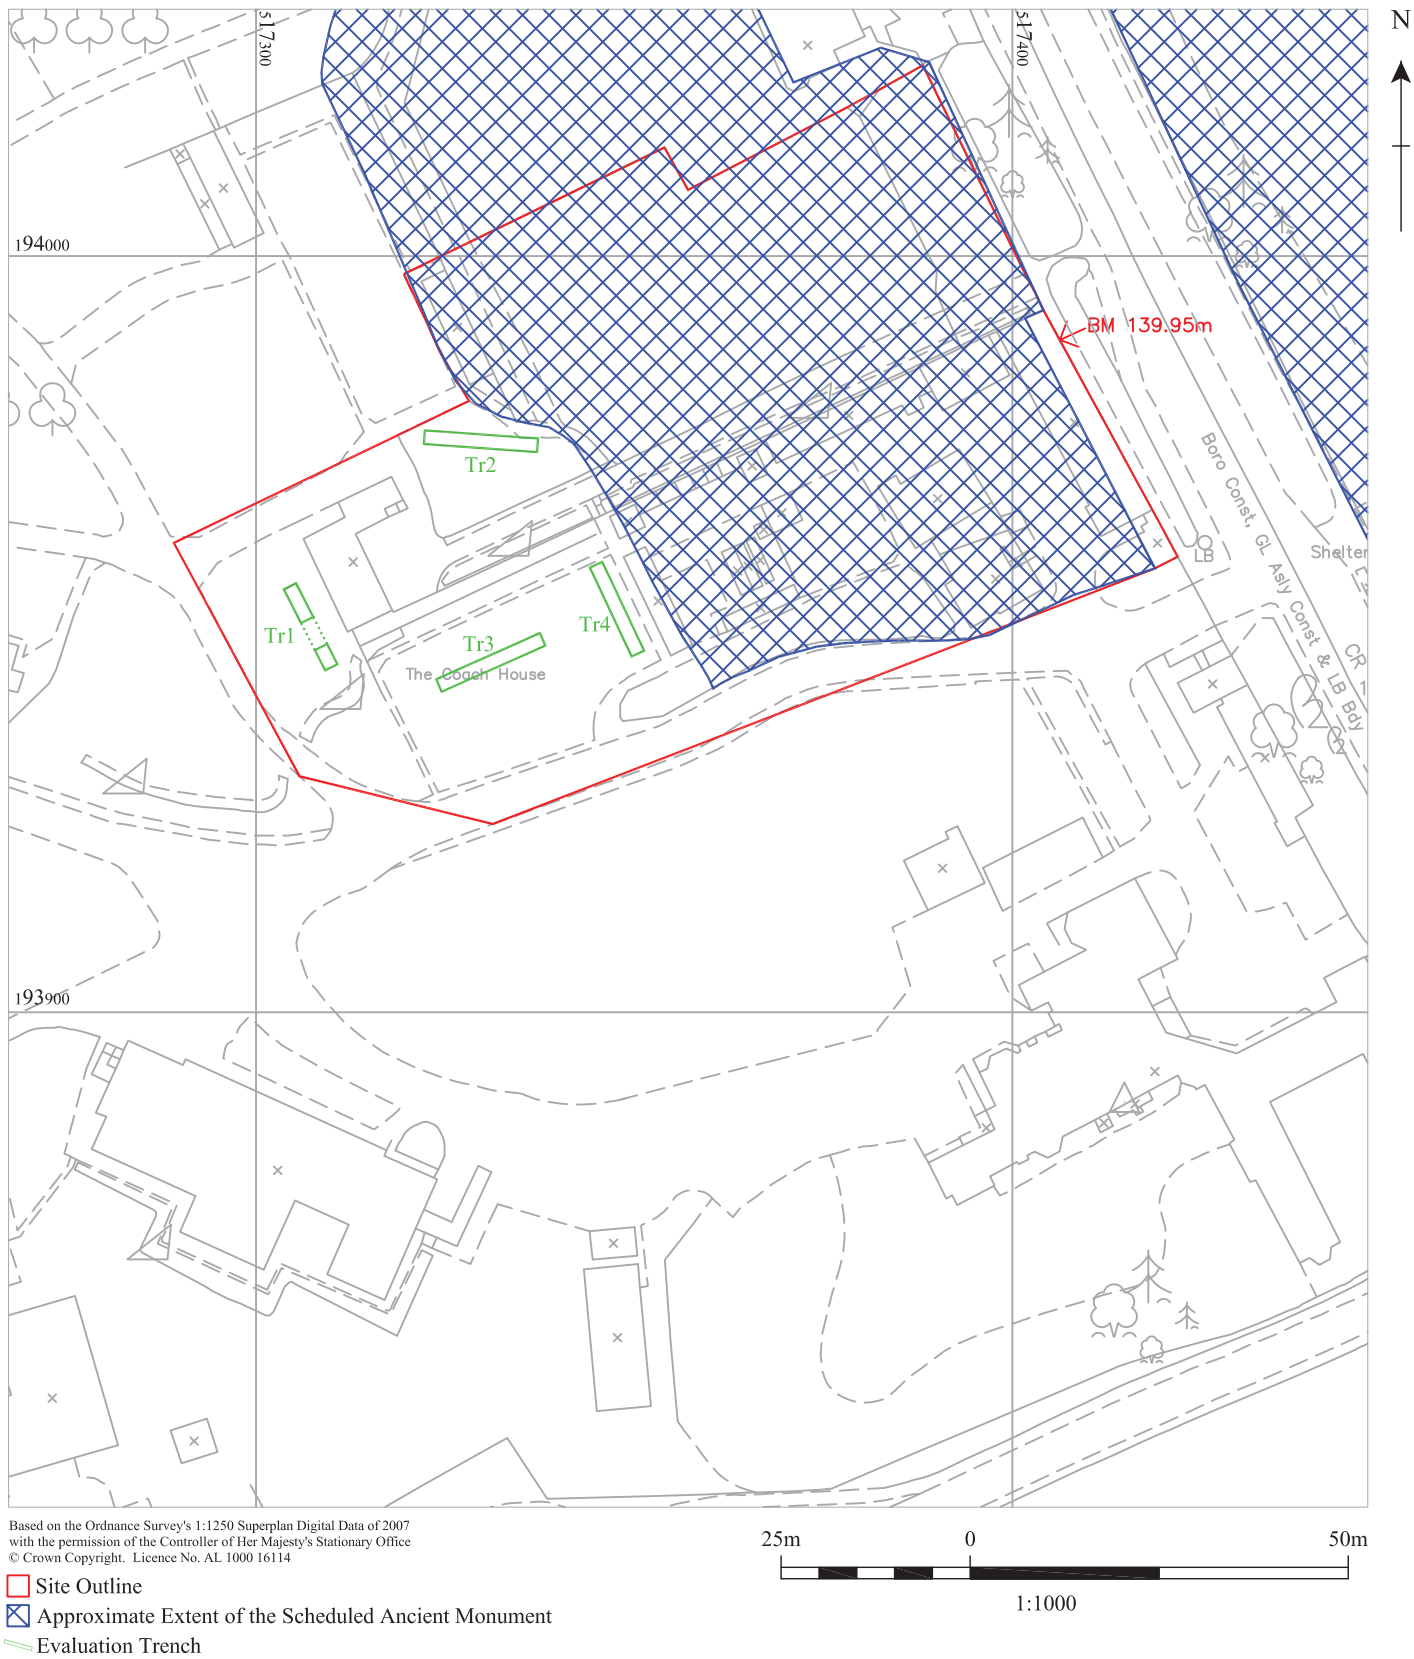 517300
517400
N
194000
BM 139.95m
Tr2
Boro Const, GL Asly Const & LB Bdy
LB
Shelter
Tr1
Tr3
Tr4
The Coach House
CR
193900
Based on the Ordnance Survey's 1:1250 Superplan Digital Data of 2007
with the permission of the Controller of Her Majesty's Stationary Office
© Crown Copyright. Licence No. AL 1000 16114
25m 0 50m
1:1000
Site Outline
Approximate Extent of the Scheduled Ancient Monument
Evaluation Trench